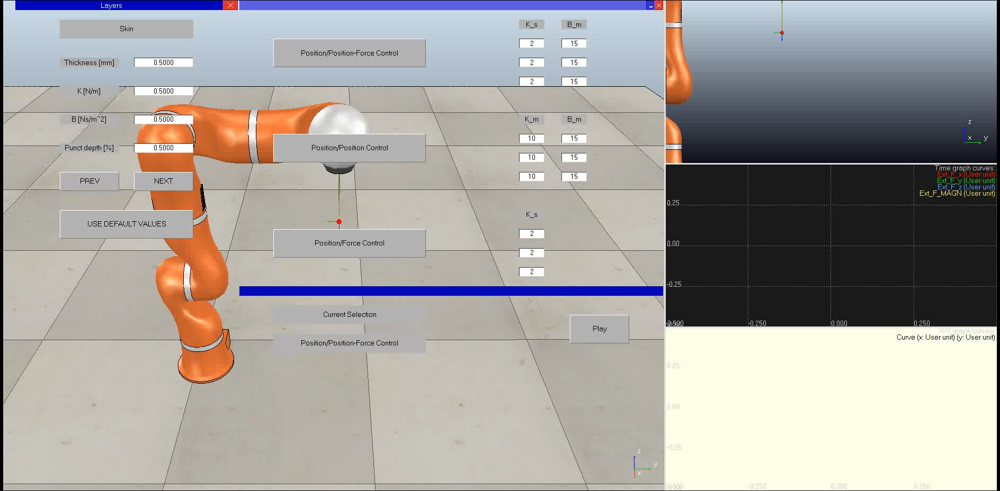 Layers
Skin
Thickness [mm] 0.5000
K [N/m] 0.5000
B [Ns/m^2] 0.5000
Punct depth [%] 0.5000
PREV NEXT
USE DEFAULT VALUES
Position/Position-Force Control
K_s B_m
2 15
2 15
2 15
Position/Position Control
K_m B_m
10 15
10 15
10 15
Position/Force Control
K_s
2
2
2
Current Selection
Position/Position-Force Control
Play
z
y
x
z
x y
Time graph curves:
Ext_F_x (User unit)
Ext_F_y (User unit)
Ext_F_z (User unit)
Ext_F_MAGN (User unit)
0.25
0.00
-0.25
-0.250 0.000 0.250
X-Y graph curves:
Curve (x: User unit) (y: User unit)
0.25
0.00
-0.25
-0.250 0.000 0.250